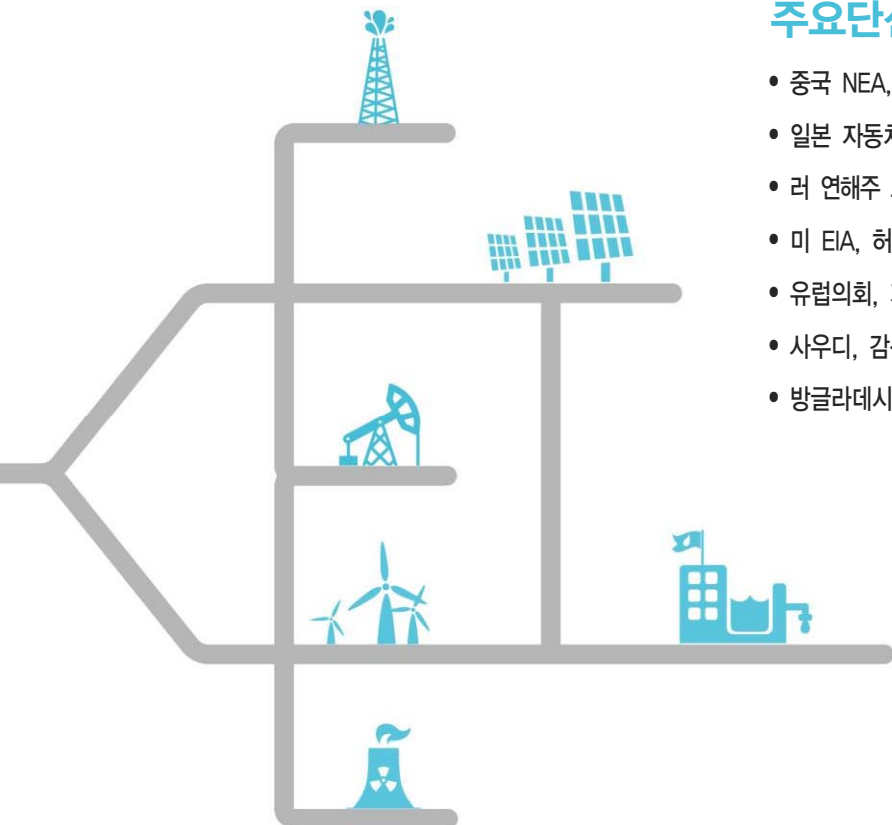 주요단
• 중국 NEA,
• 일본 자동
• 러 연해주
• 미 EIA, 허
• 유럽의회,
• 사우디, 감
• 방글라데시